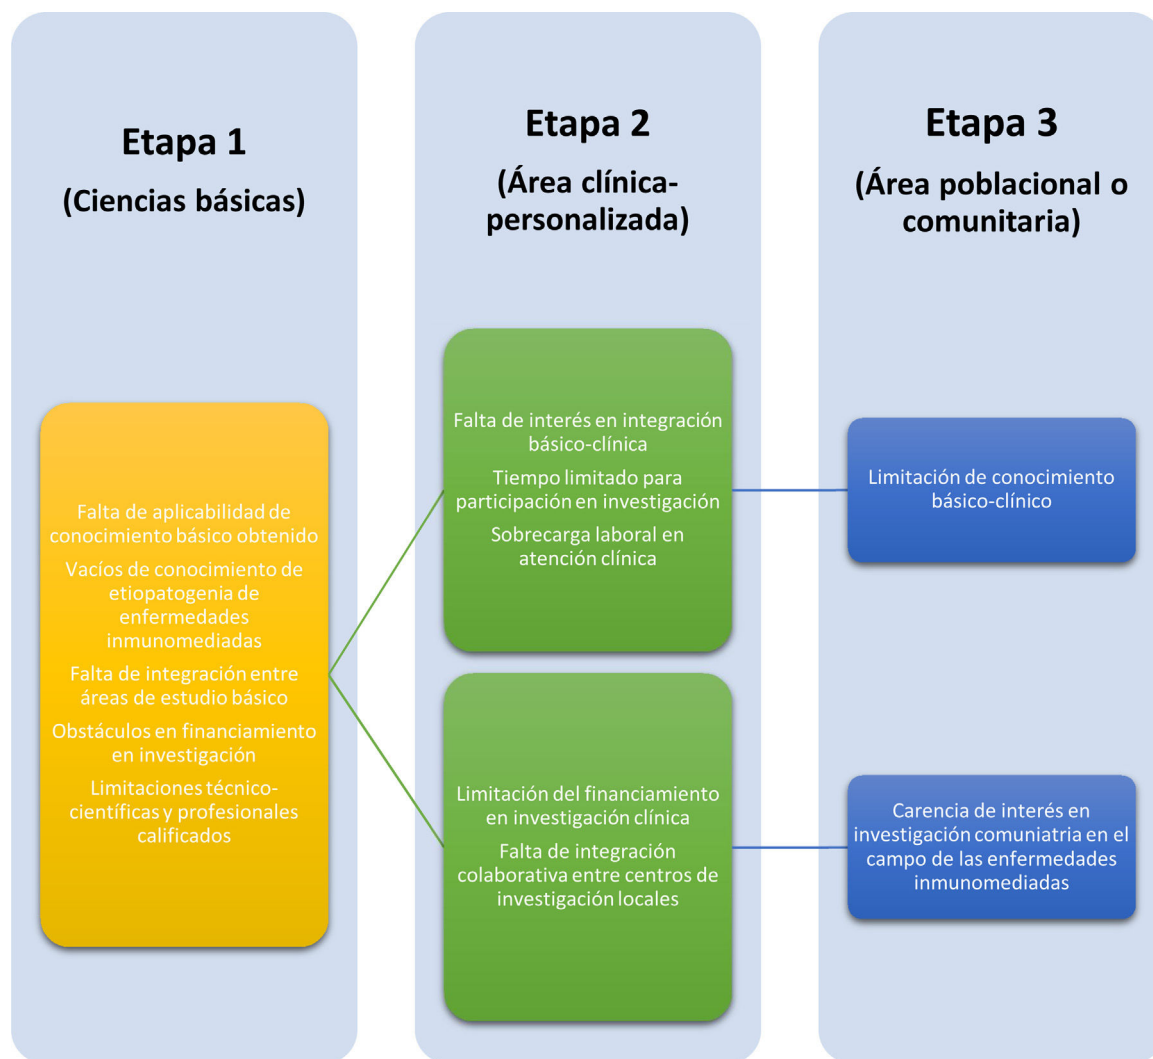 Etapa 1
(Ciencias básicas)
Falta de aplicabilidad de
conocimiento básico obtenido
Vacíos de conocimiento de
etiopatogenia de
enfermedades
inmunomediadas
Falta de integración entre
áreas de estudio básico
Obstáculos en financiamiento
en investigación
Limitaciones técnico-
científicas y profesionales
calificados
Etapa 2
(Área clínica-
personalizada)
Falta de interés en integración
básico-clínica
Tiempo limitado para
participación en investigación
Sobrecarga laboral en
atención clínica
Limitación del financiamiento
en investigación clínica
Falta de integración
colaborativa entre centros de
investigación locales
Etapa 3
(Área poblacional o
comunitaria)
Limitación de conocimiento
básico-clínico
Carencia de interés en
investigación comuniatria en el
campo de las enfermedades
inmunomediadas